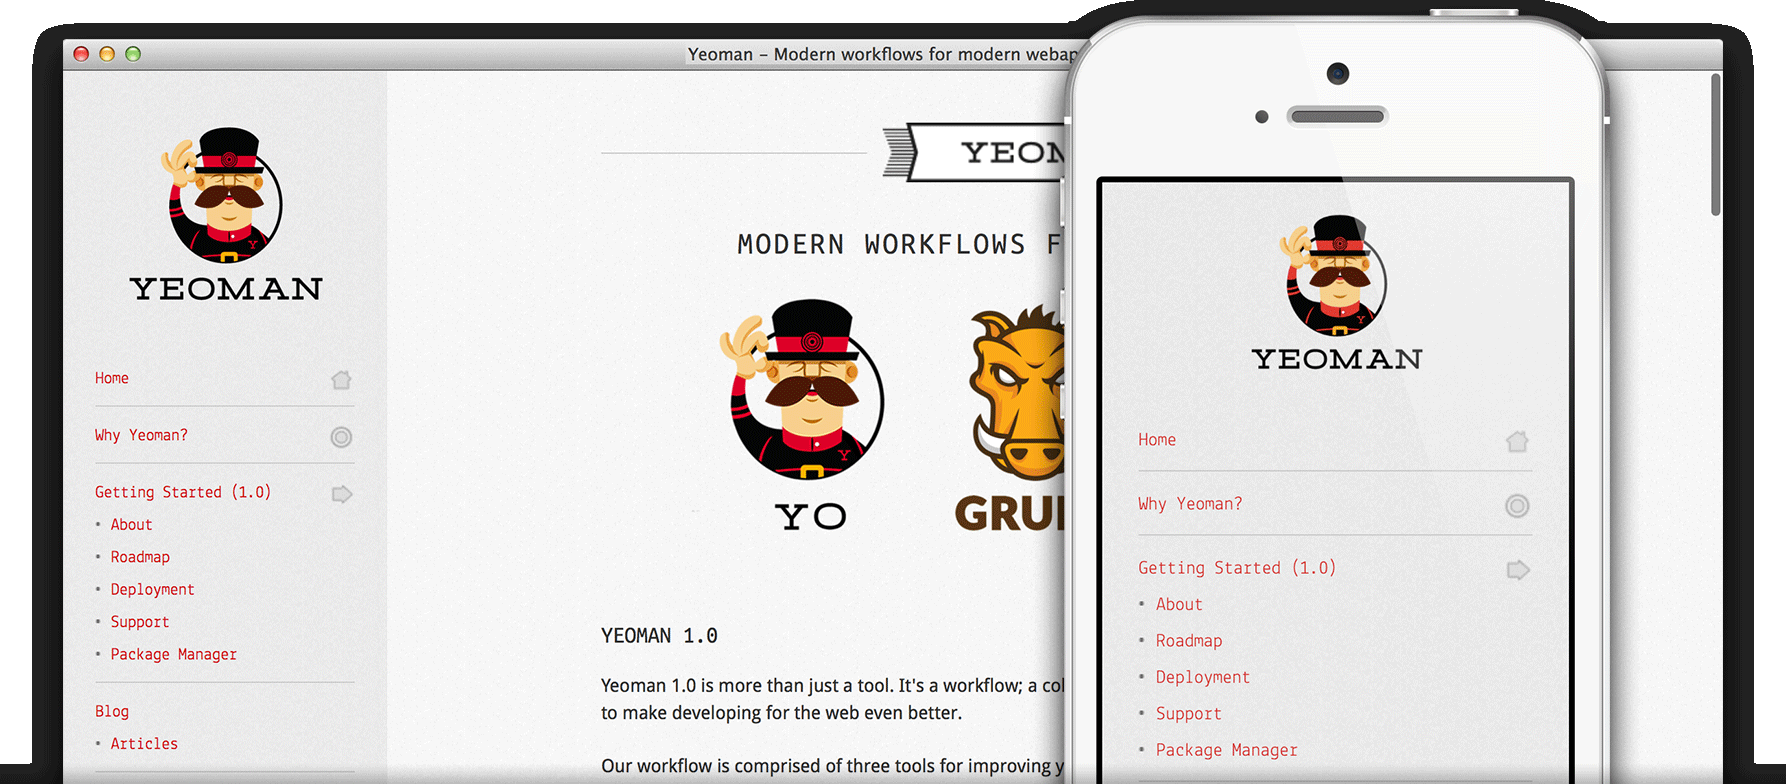 Yeoman – Modern workflows for modern webap
YEOMAN
Home
Why Yeoman?
Getting Started (1.0)
• About
• Roadmap
• Deployment
• Support
• Package Manager
Blog
• Articles
YEOM
MODERN WORKFLOWS F
Y
YO
GRUN
YEOMAN 1.0
Yeoman 1.0 is more than just a tool. It's a workflow; a col
to make developing for the web even better.
Our workflow is comprised of three tools for improving y
YEOMAN
Home
Why Yeoman?
Getting Started (1.0)
• About
• Roadmap
• Deployment
• Support
• Package Manager